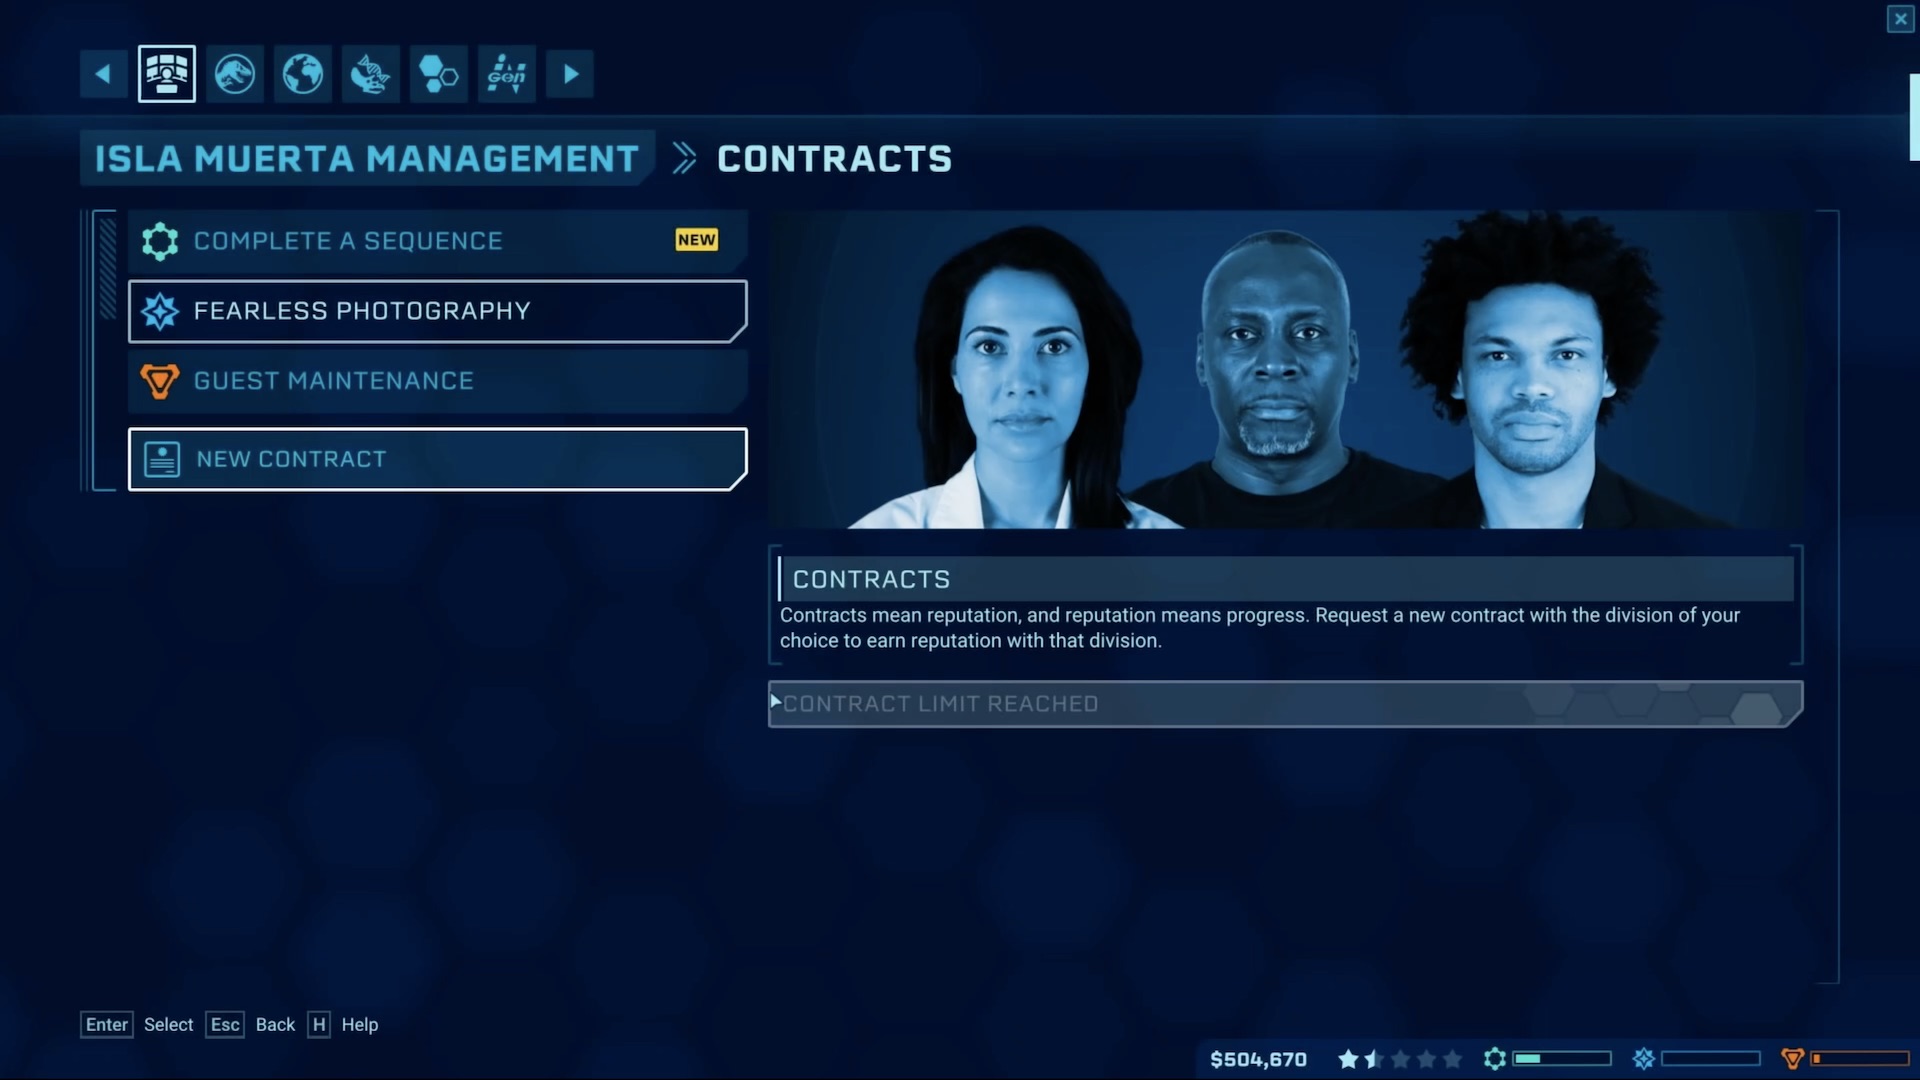 InGen
ISLA MUERTA MANAGEMENT
CONTRACTS
COMPLETE A SEQUENCE
NEW
FEARLESS PHOTOGRAPHY
GUEST MAINTENANCE
NEW CONTRACT
CONTRACTS
Contracts mean reputation, and reputation means progress. Request a new contract with the division of your
choice to earn reputation with that division.
CONTRACT LIMIT REACHED
Enter Select Esc Back H Help
$504,670